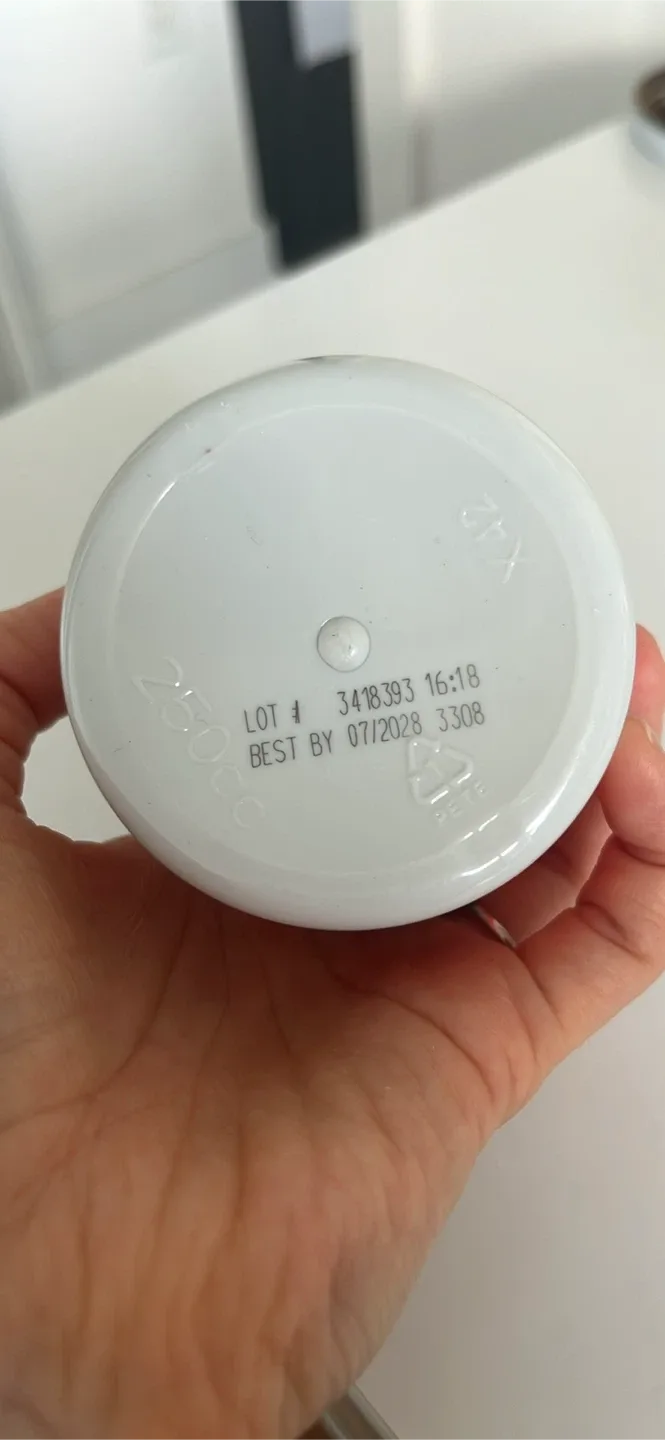 LOT # 3418393 16:18
BEST BY 07/2028 3308
250cc
PETE